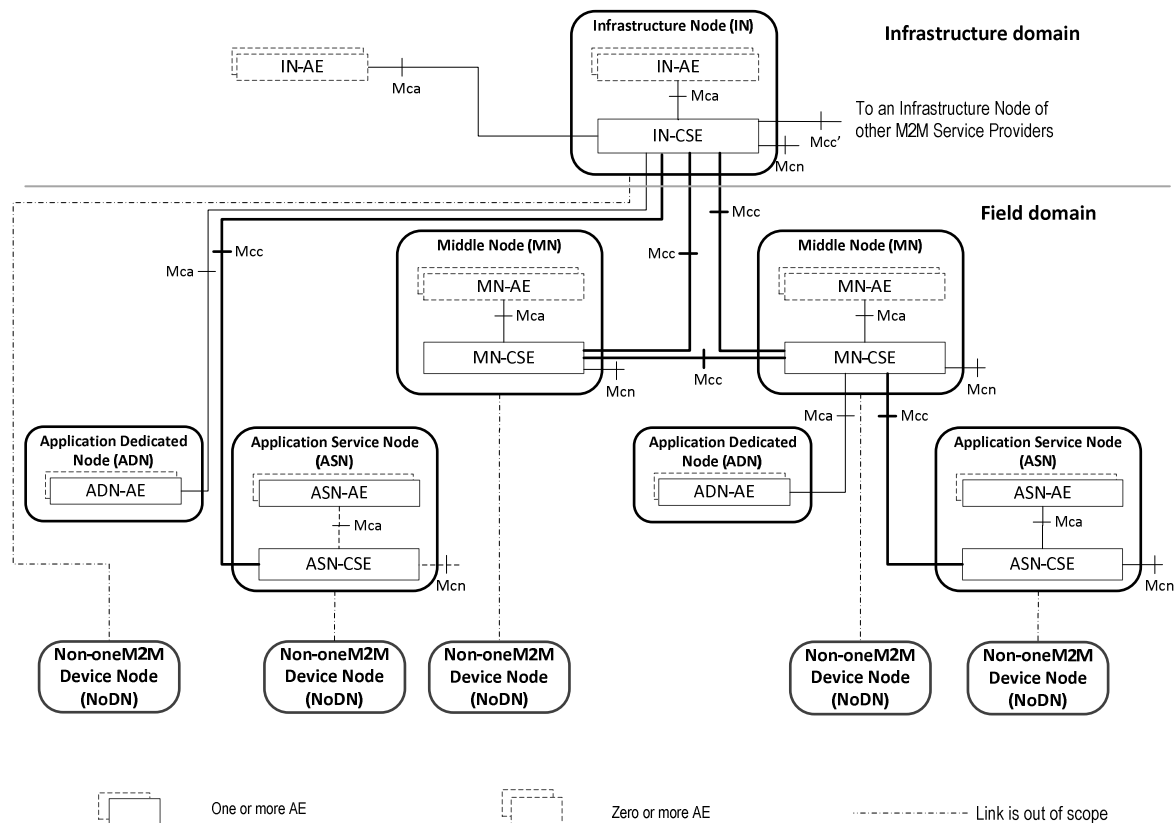 Infrastructure Node (IN)
Infrastructure domain
IN-AE
IN-AE
Mca
Mca
To an Infrastructure Node of
other M2M Service Providers
IN-CSE
Mcc'
Mcn
Field domain
Mcc
Middle Node (MN)
Middle Node (MN)
Mcc
Mcc
Mca
MN-AE
MN-AE
Mca
Mca
MN-CSE
MN-CSE
Mcc
Mcn
Mcn
Mca
Mcc
Application Dedicated
Node (ADN)
ADN-AE
Application Service Node
(ASN)
ASN-AE
Mca
ASN-CSE
Mcn
Application Dedicated
Node (ADN)
ADN-AE
Application Service Node
(ASN)
ASN-AE
Mca
ASN-CSE
Mcn
Non-oneM2M
Device Node
(NoDN)
Non-oneM2M
Device Node
(NoDN)
Non-oneM2M
Device Node
(NoDN)
Non-oneM2M
Device Node
(NoDN)
Non-oneM2M
Device Node
(NoDN)
One or more AE
Zero or more AE
Link is out of scope